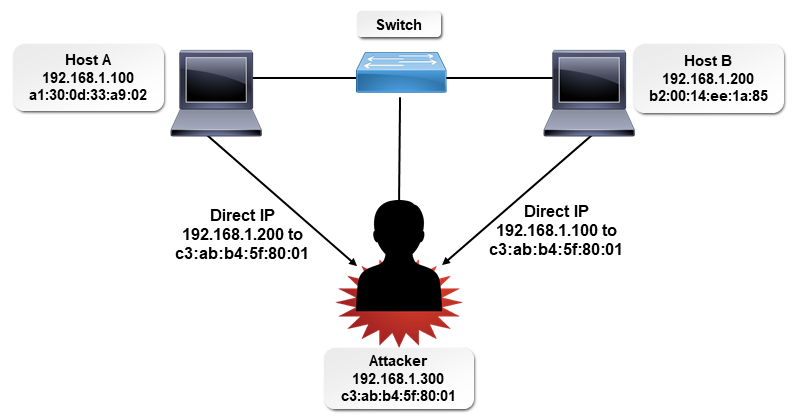 Switch
Host A
192.168.1.100
a1:30:0d:33:a9:02
Host B
192.168.1.200
b2:00:14:ee:1a:85
Direct IP
192.168.1.200 to
c3:ab:b4:5f:80:01
Direct IP
192.168.1.100 to
c3:ab:b4:5f:80:01
Attacker
192.168.1.300
c3:ab:b4:5f:80:01